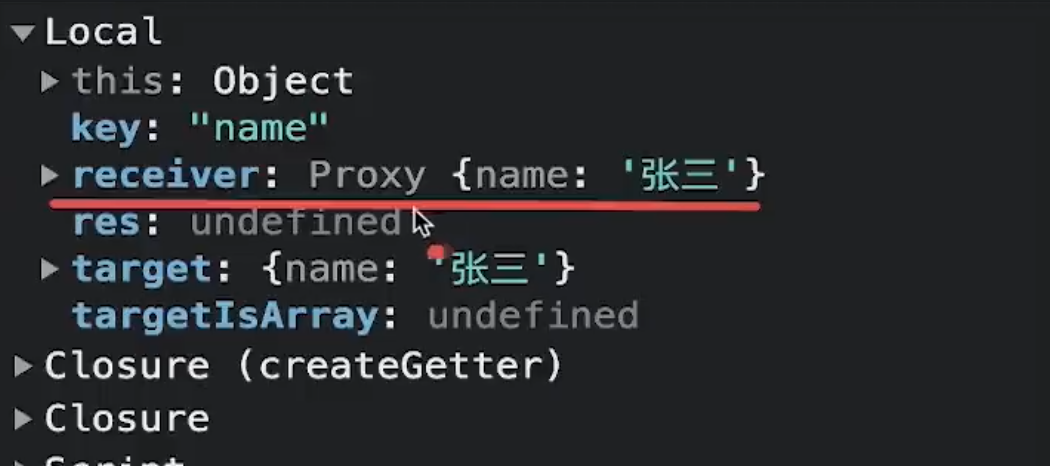 Local
this: Object
key: "name"
receiver: Proxy {name: '张三'}
res: undefined
target: {name: '张三'}
targetIsArray: undefined
Closure (createGetter)
Closure
Script